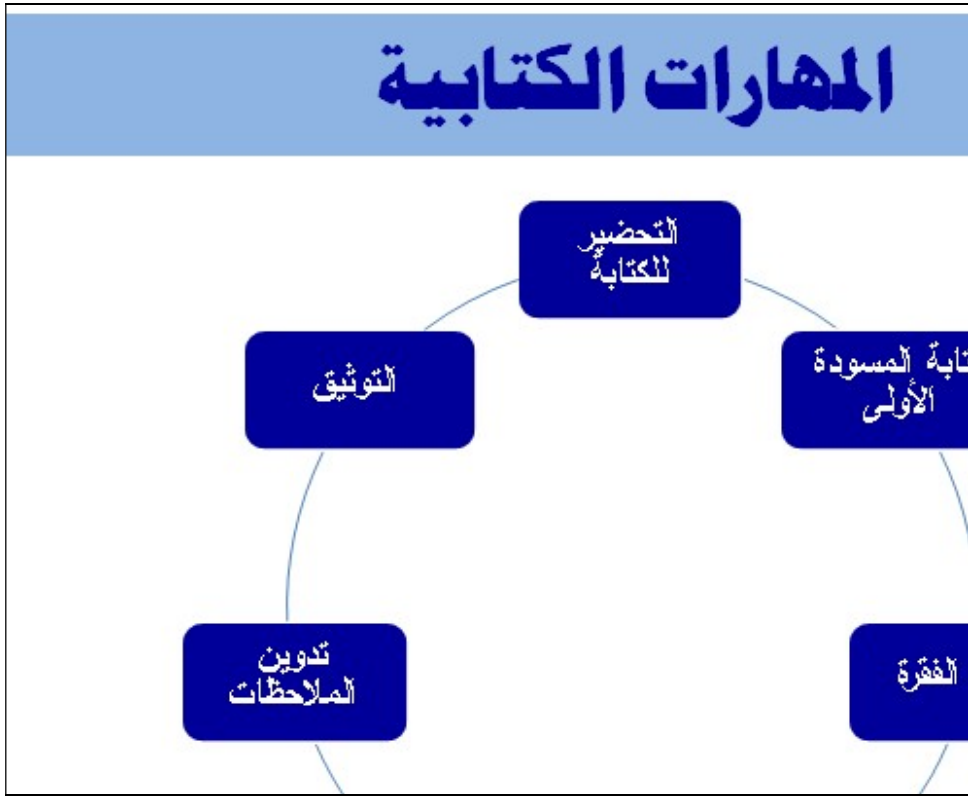 المهارات الكتابية
التحضير
للكتابة
المسودة
الأولى
التوثيق
الفقرة
تدوين
الملاحظات